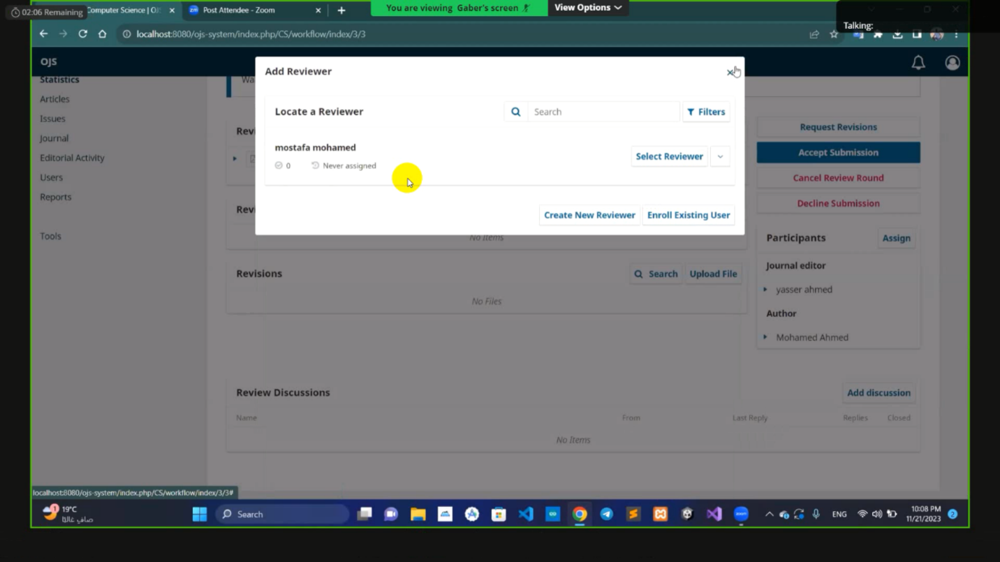 02:06 Remaining
Computer Science | OJ
Post Attendee - Zoom
You are viewing Gaber's screen
View Options
Talking:
localhost:8080/ojs-system/index.php/CS/workflow/index/3/3
OJS
Statistics
Articles
Issues
Journal
Editorial Activity
Users
Reports
Tools
Wa
Add Reviewer
Locate a Reviewer
Search
Filters
mostafa mohamed
0
Never assigned
Select Reviewer
Create New Reviewer
Enroll Existing User
Revi
Revi
No Items
Request Revisions
Accept Submission
Cancel Review Round
Decline Submission
Participants
Assign
Journal editor
yasser ahmed
Author
Mohamed Ahmed
Revisions
Search
Upload File
No Files
Review Discussions
Add discussion
Name
From
Last Reply
Replies
Closed
No Items
localhost:8080/ojs-system/index.php/CS/workflow/index/3/3#
1
19°C
صافي غالبًا
Search
ENG
10:08 PM
11/21/2023
2